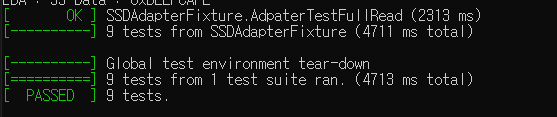 [       OK ] SSDAdapterFixture.AdpaterTestFullRead (2313 ms)
[----------] 9 tests from SSDAdapterFixture (4711 ms total)
[----------] Global test environment tear-down
[==========] 9 tests from 1 test suite ran. (4713 ms total)
[  PASSED  ] 9 tests.